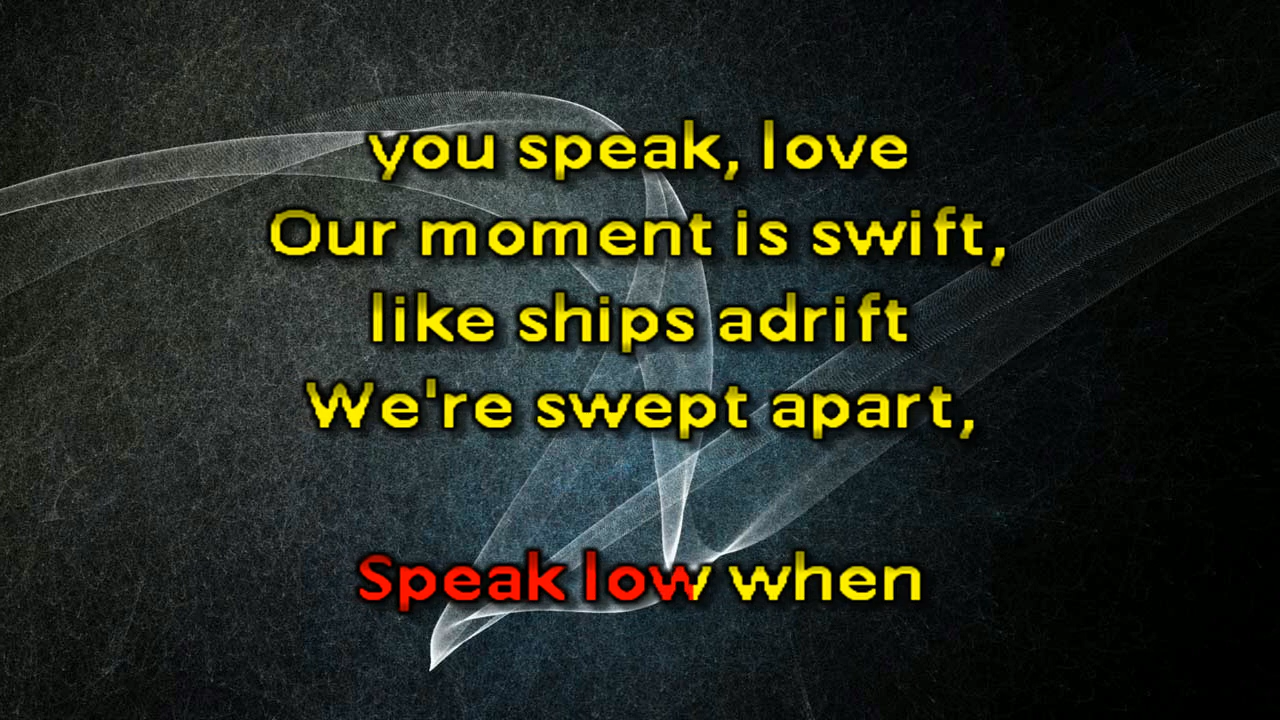 you speak, love
Our moment is swift,
like ships adrift
We're swept apart,
Speak low when